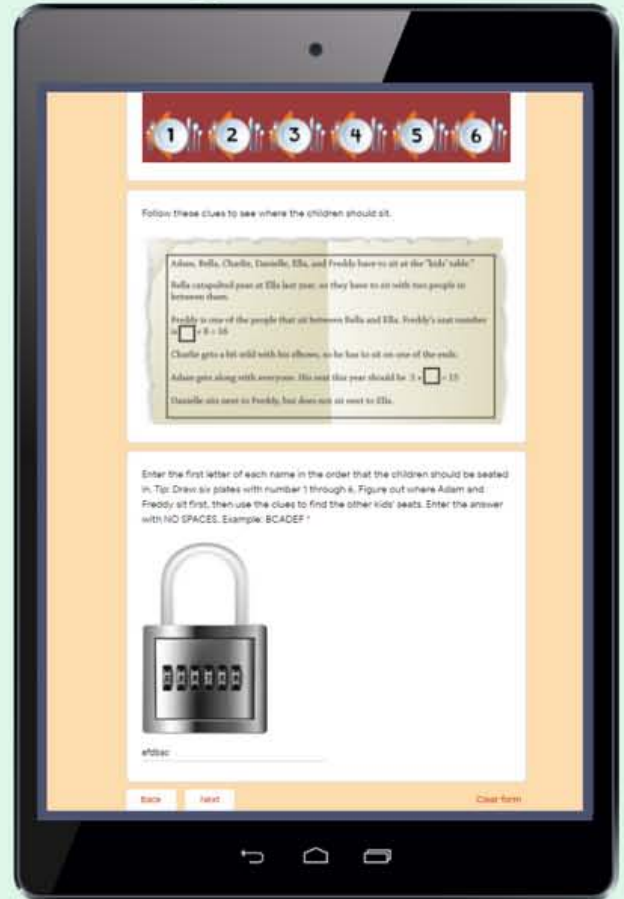 1 2 3 4 5 6
Follow these clues to see where the children should sit.
Adam, Bella, Charlie, Danielle, Ella, and Freddy have to sit at the "kids' table."
Bella catapulted peas at Ella last year, so they have to sit with two people in
between them.
Freddy is one of the people that sit between Bella and Ella. Freddy's seat number
is × 8 = 16
Charlie gets a bit wild with his elbows, so he has to sit on one of the ends.
Adam gets along with everyone. His seat this year should be 3 × = 15
Danielle sits next to Freddy, but does not sit next to Ella.
Enter the first letter of each name in the order that the children should be seated
in. Tip: Draw six plates with number 1 through 6. Figure out where Adam and
Freddy sit first, then use the clues to find the other kids' seats. Enter the answer
with NO SPACES. Example: BCADEF *
efdbac
Back Next Clear form